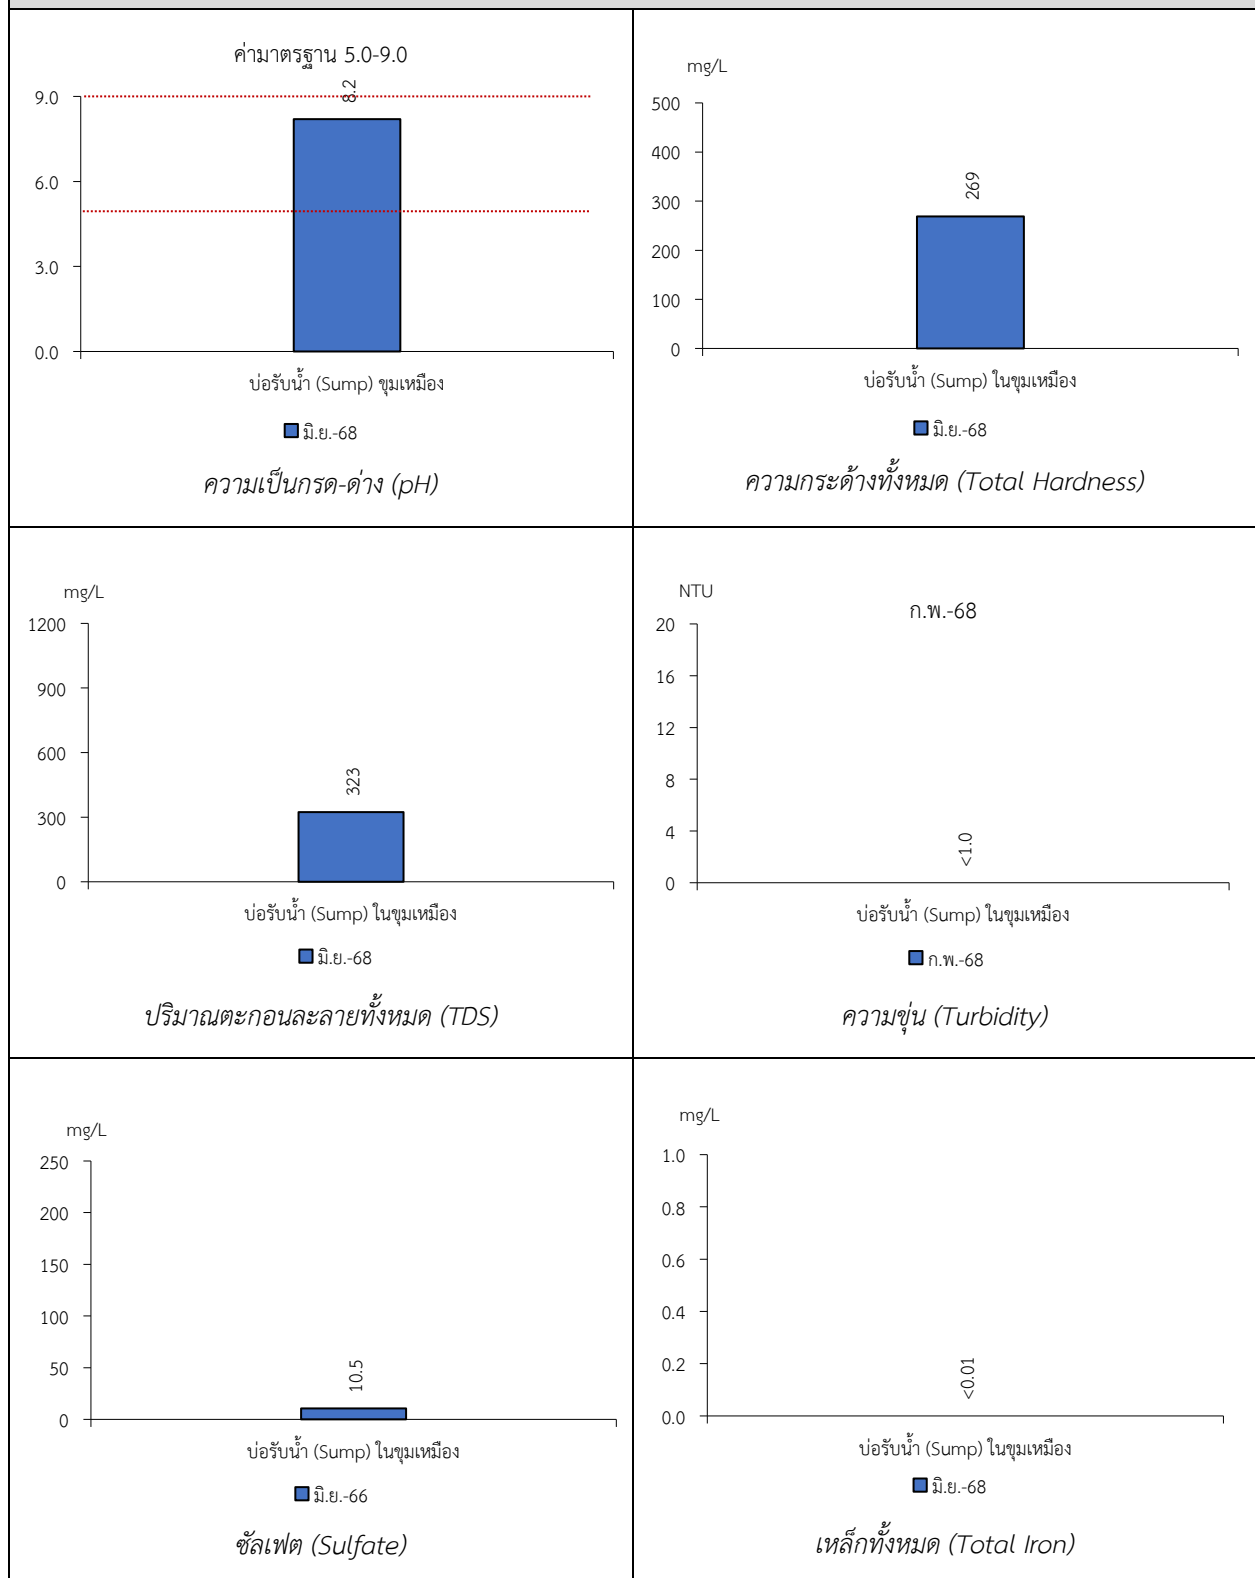 ค่ามาตรฐาน 5.0-9.0
9.0
6.0
3.0
0.0
8.2
บ่อรับน้ำ (Sump) ขุมเหมือง
มิ.ย.-68
ความเป็นกรด-ด่าง (pH)
mg/L
500
400
300
200
100
0
269
บ่อรับน้ำ (Sump) ในขุมเหมือง
มิ.ย.-68
ความกระด้างทั้งหมด (Total Hardness)
mg/L
1200
900
600
300
0
323
บ่อรับน้ำ (Sump) ในขุมเหมือง
มิ.ย.-68
ปริมาณตะกอนละลายทั้งหมด (TDS)
NTU
ก.พ.-68
20
16
12
8
4
0
<1.0
บ่อรับน้ำ (Sump) ในขุมเหมือง
ก.พ.-68
ความขุ่น (Turbidity)
mg/L
250
200
150
100
50
0
10.5
บ่อรับน้ำ (Sump) ในขุมเหมือง
มิ.ย.-66
ซัลเฟต (Sulfate)
mg/L
1.0
0.8
0.6
0.4
0.2
0.0
<0.01
บ่อรับน้ำ (Sump) ในขุมเหมือง
มิ.ย.-68
เหล็กทั้งหมด (Total Iron)